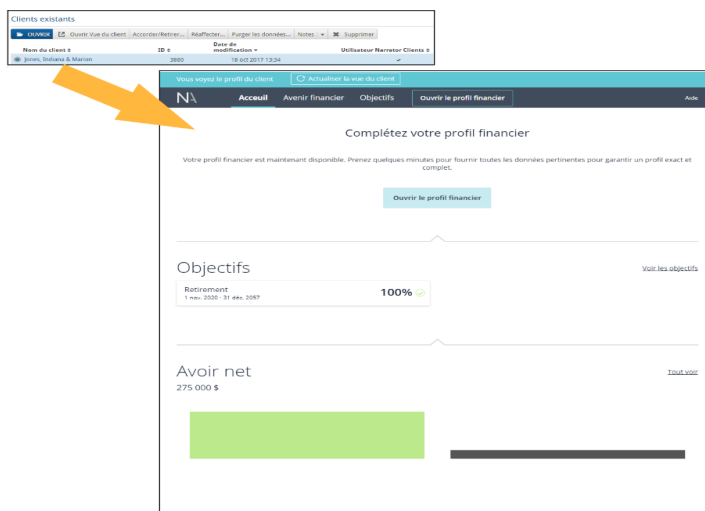 Clients existants
OUVRIR Ouvrir Vue du client Accorder/Retirer... Réaffecter... Purger les données... Notes Supprimer
Nom du client ID Date de modification Utilisateur Narrator Clients
Jones, Indiana & Marion 3880 18 oct 2017 13:34
Vous voyez le profil du client Actualiser la vue du client
NA Acceuil Avenir financier Objectifs Ouvrir le profil financier Aide
Complétez votre profil financier
Votre profil financier est maintenant disponible. Prenez quelques minutes pour fournir toutes les données pertinentes pour garantir un profil exact et
complet.
Ouvrir le profil financier
Objectifs
Voir les objectifs
Retirement
1 nov. 2020 - 31 déc. 2057
100%
Avoir net
Tout voir
275 000 $